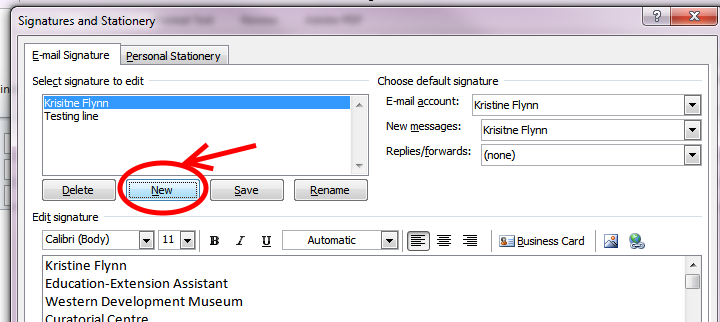 Signatures and Stationery
E-mail Signature
Personal Stationery
Select signature to edit
Krisitne Flynn
Testing line
Delete
New
Save
Rename
Choose default signature
E-mail account: Kristine Flynn
New messages: Krisitne Flynn
Replies/forwards: (none)
Edit signature
Calibri (Body) 11 B I U Automatic Business Card
Kristine Flynn
Education-Extension Assistant
Western Development Museum
Curatorial Centre